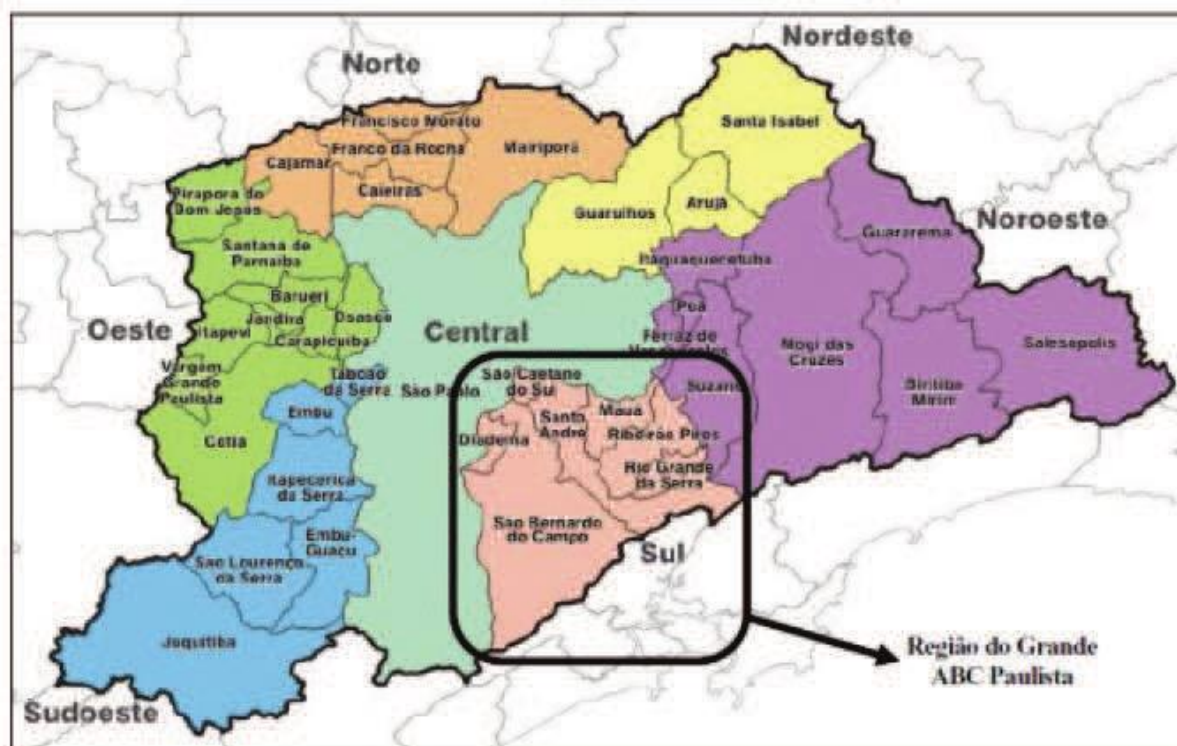 Nordeste
Norte
Francisco Morato
Santa Isabel
Franco da Rocha
Mairiporã
Cajamar
Caieiras
Pirapora do
Bom Jesus
Guarulhos
Arujá
Noroeste
Guararema
Santana de
Parnaíba
Itaquaquecetuba
Barueri
Poá
Oeste
Jandira
Osasco
Central
Itapevi
Carapicuiba
Ferraz de
Vasconcelos
Mogi das
Cruzes
Salesopolis
Vargem
Grande
Paulista
Taboão
da Serra
São Paulo
São Caetano
do Sul
Suzano
Biritiba
Mirim
Embu
Santo
André
Mauá
Diadema
Ribeirão Pires
Cotia
Rio Grande
da Serra
Itapecerica
da Serra
São Bernardo
do Campo
Embu-
Guaçu
Sul
São Lourenço
da Serra
Juquitiba
Região do Grande
ABC Paulista
Sudoeste